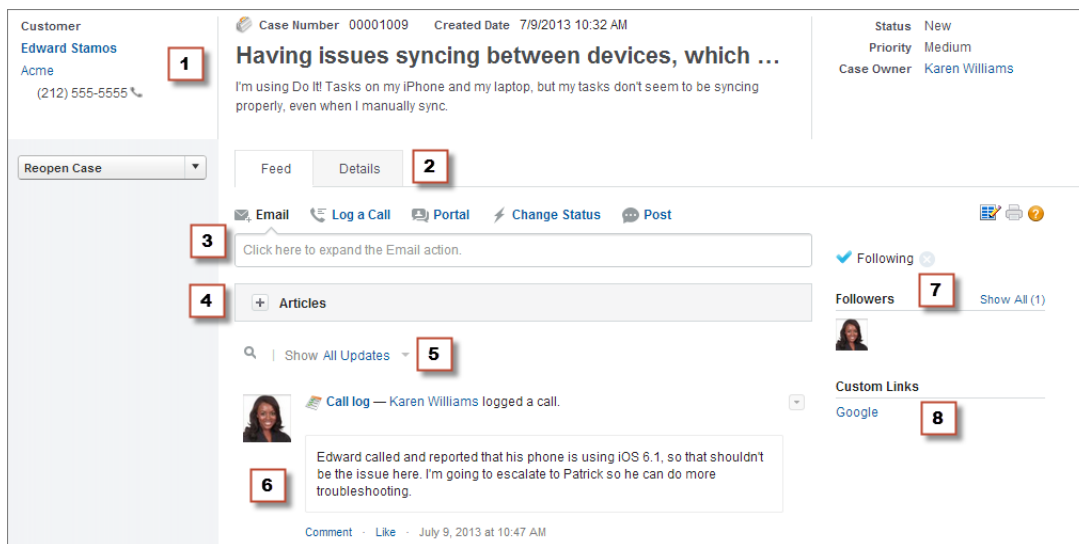 Customer
Edward Stamos
Acme
(212) 555-5555
1
Case Number 00001009 Created Date 7/9/2013 10:32 AM
Having issues syncing between devices, which ...
I'm using Do It! Tasks on my iPhone and my laptop, but my tasks don't seem to be syncing
properly, even when I manually sync.
Status New
Priority Medium
Case Owner Karen Williams
Reopen Case
Feed Details 2
Email Log a Call Portal Change Status Post
3 Click here to expand the Email action.
4 + Articles
Show All Updates 5
Call log — Karen Williams logged a call.
Edward called and reported that his phone is using iOS 6.1, so that shouldn't
be the issue here. I'm going to escalate to Patrick so he can do more
troubleshooting.
6
Comment · Like · July 9, 2013 at 10:47 AM
?
Following
7
Followers Show All (1)
Custom Links
Google
8